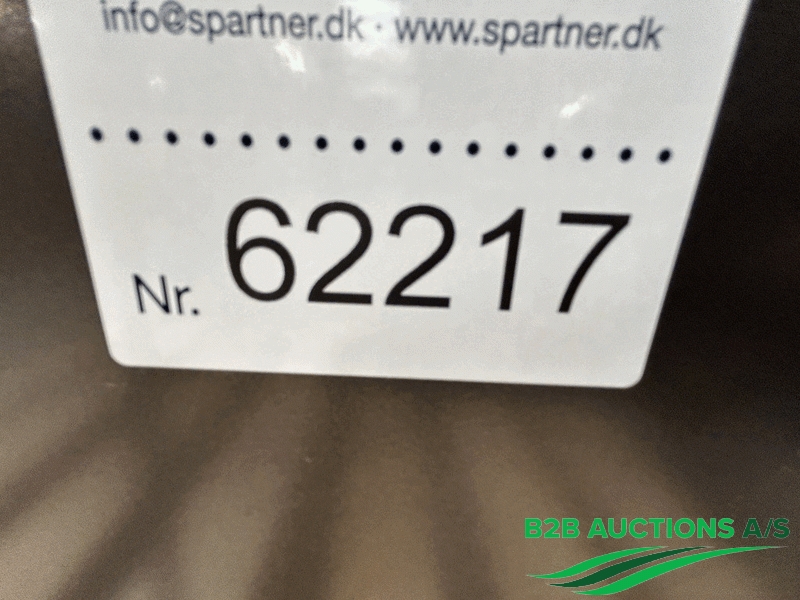 info@spartner.dk · www.spartner.dk
Nr. 62217
B2B AUCTIONS A/S